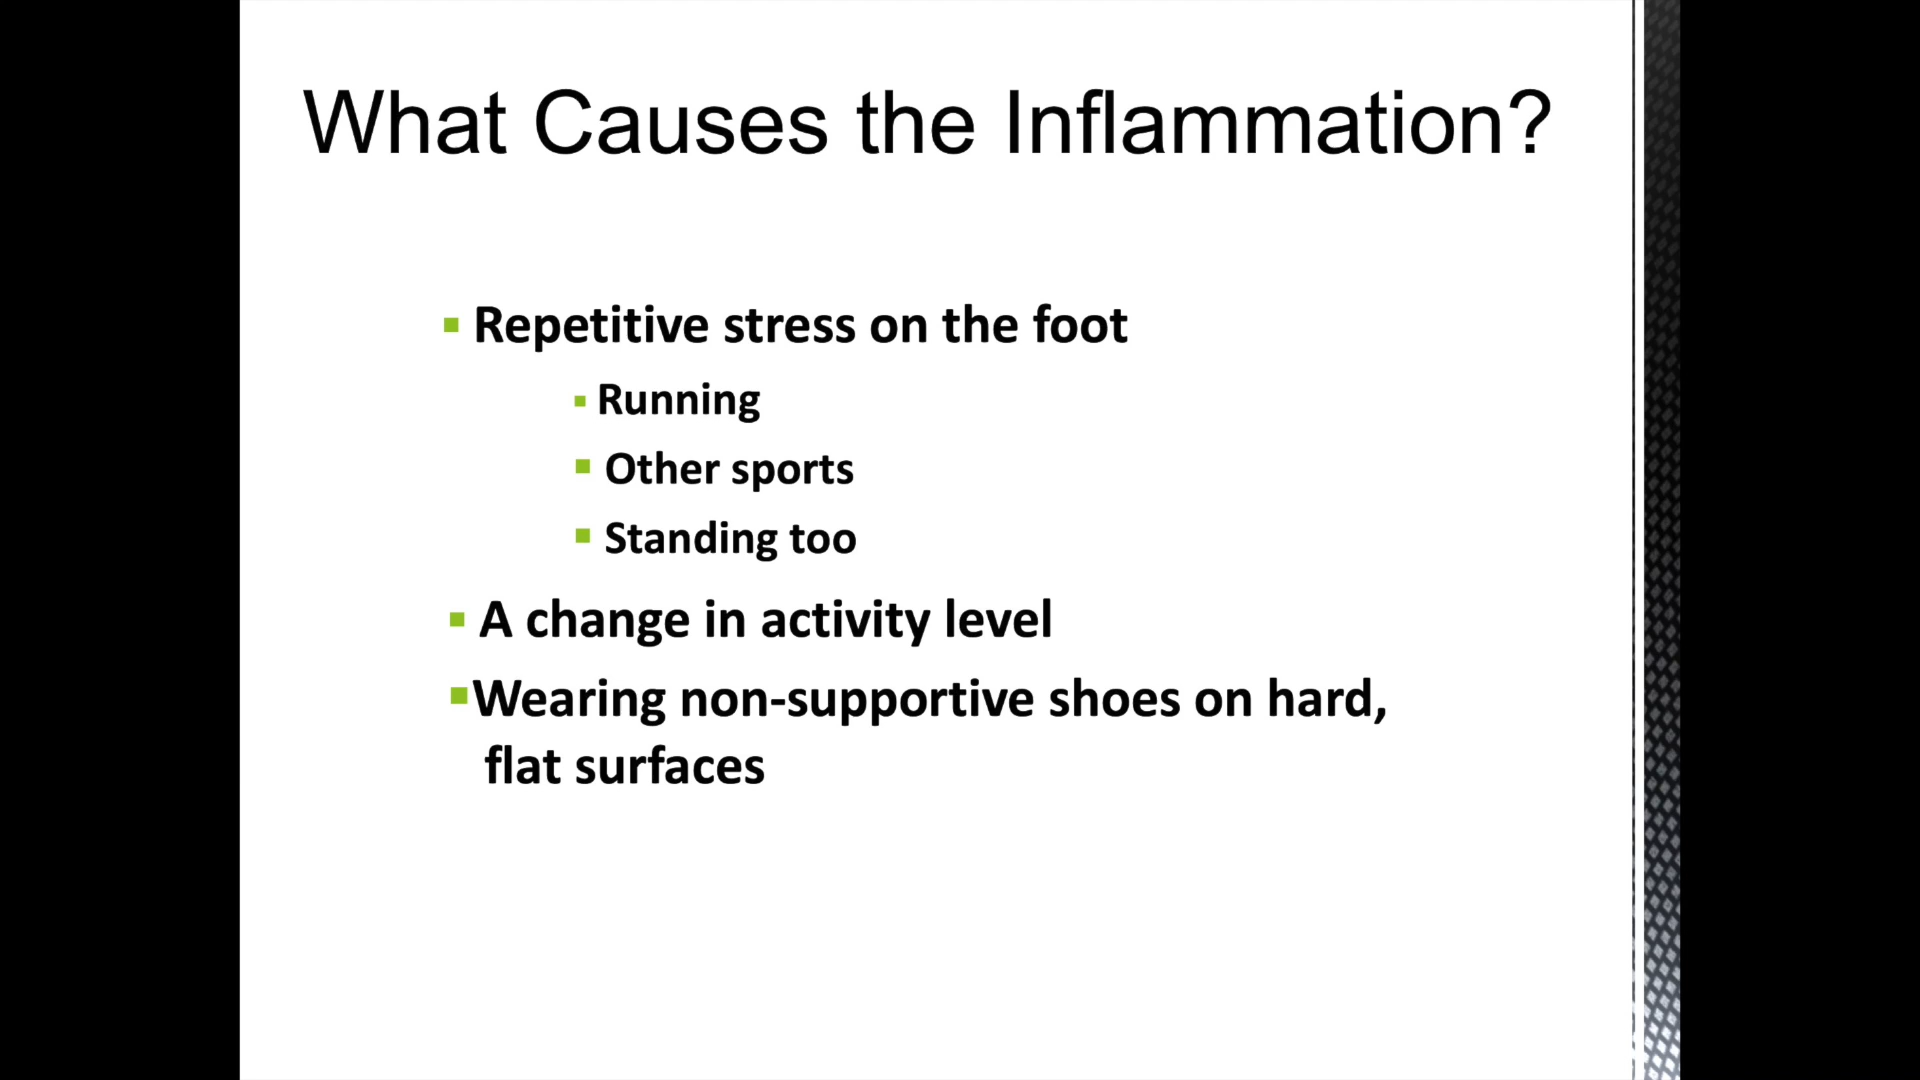 What Causes the Inflammation?
Repetitive stress on the foot
Running
Other sports
Standing too
A change in activity level
Wearing non-supportive shoes on hard,
flat surfaces